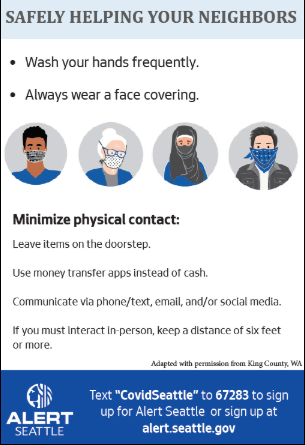 SAFELY HELPING YOUR NEIGHBORS
• Wash your hands frequently.
• Always wear a face covering.
Minimize physical contact:
Leave items on the doorstep.
Use money transfer apps instead of cash.
Communicate via phone/text, email, and/or social media.
If you must interact in-person, keep a distance of six feet
or more.
Adapted with permission from King County, WA
ALERT
SEATTLE
Text “CovidSeattle” to 67283 to sign
up for Alert Seattle or sign up at
alert.seattle.gov